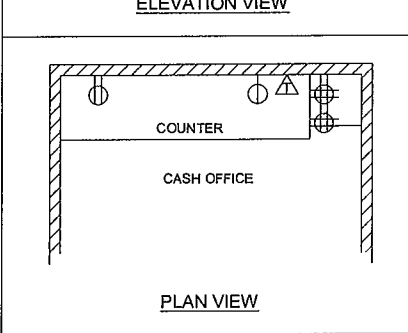 ELEVATION VIEW
T
COUNTER
CASH OFFICE
PLAN VIEW